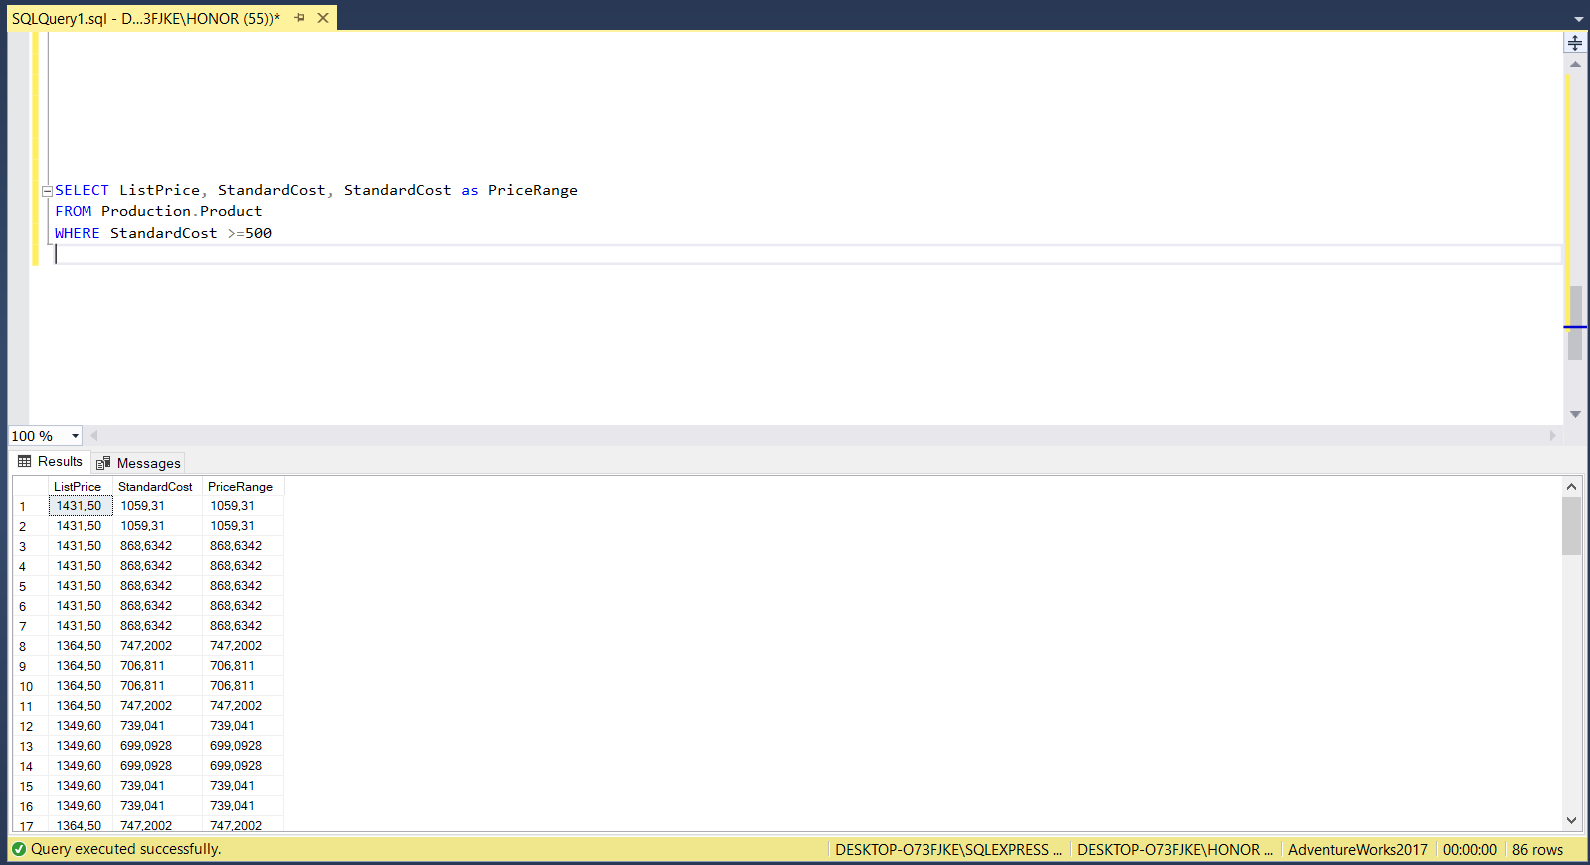 SQLQuery1.sql - D...3FJKE\HONOR (55))*
SELECT ListPrice, StandardCost, StandardCost as PriceRange
FROM Production.Product
WHERE StandardCost >=500
100 %
Results Messages
ListPrice StandardCost PriceRange
1 1431,50 1059,31 1059,31
2 1431,50 1059,31 1059,31
3 1431,50 868,6342 868,6342
4 1431,50 868,6342 868,6342
5 1431,50 868,6342 868,6342
6 1431,50 868,6342 868,6342
7 1431,50 868,6342 868,6342
8 1364,50 747,2002 747,2002
9 1364,50 706,811 706,811
10 1364,50 706,811 706,811
11 1364,50 747,2002 747,2002
12 1349,60 739,041 739,041
13 1349,60 699,0928 699,0928
14 1349,60 699,0928 699,0928
15 1349,60 739,041 739,041
16 1349,60 739,041 739,041
17 1364,50 747,2002 747,2002
Query executed successfully. DESKTOP-O73FJKE\SQLEXPRESS ... DESKTOP-O73FJKE\HONOR ... AdventureWorks2017 00:00:00 86 rows